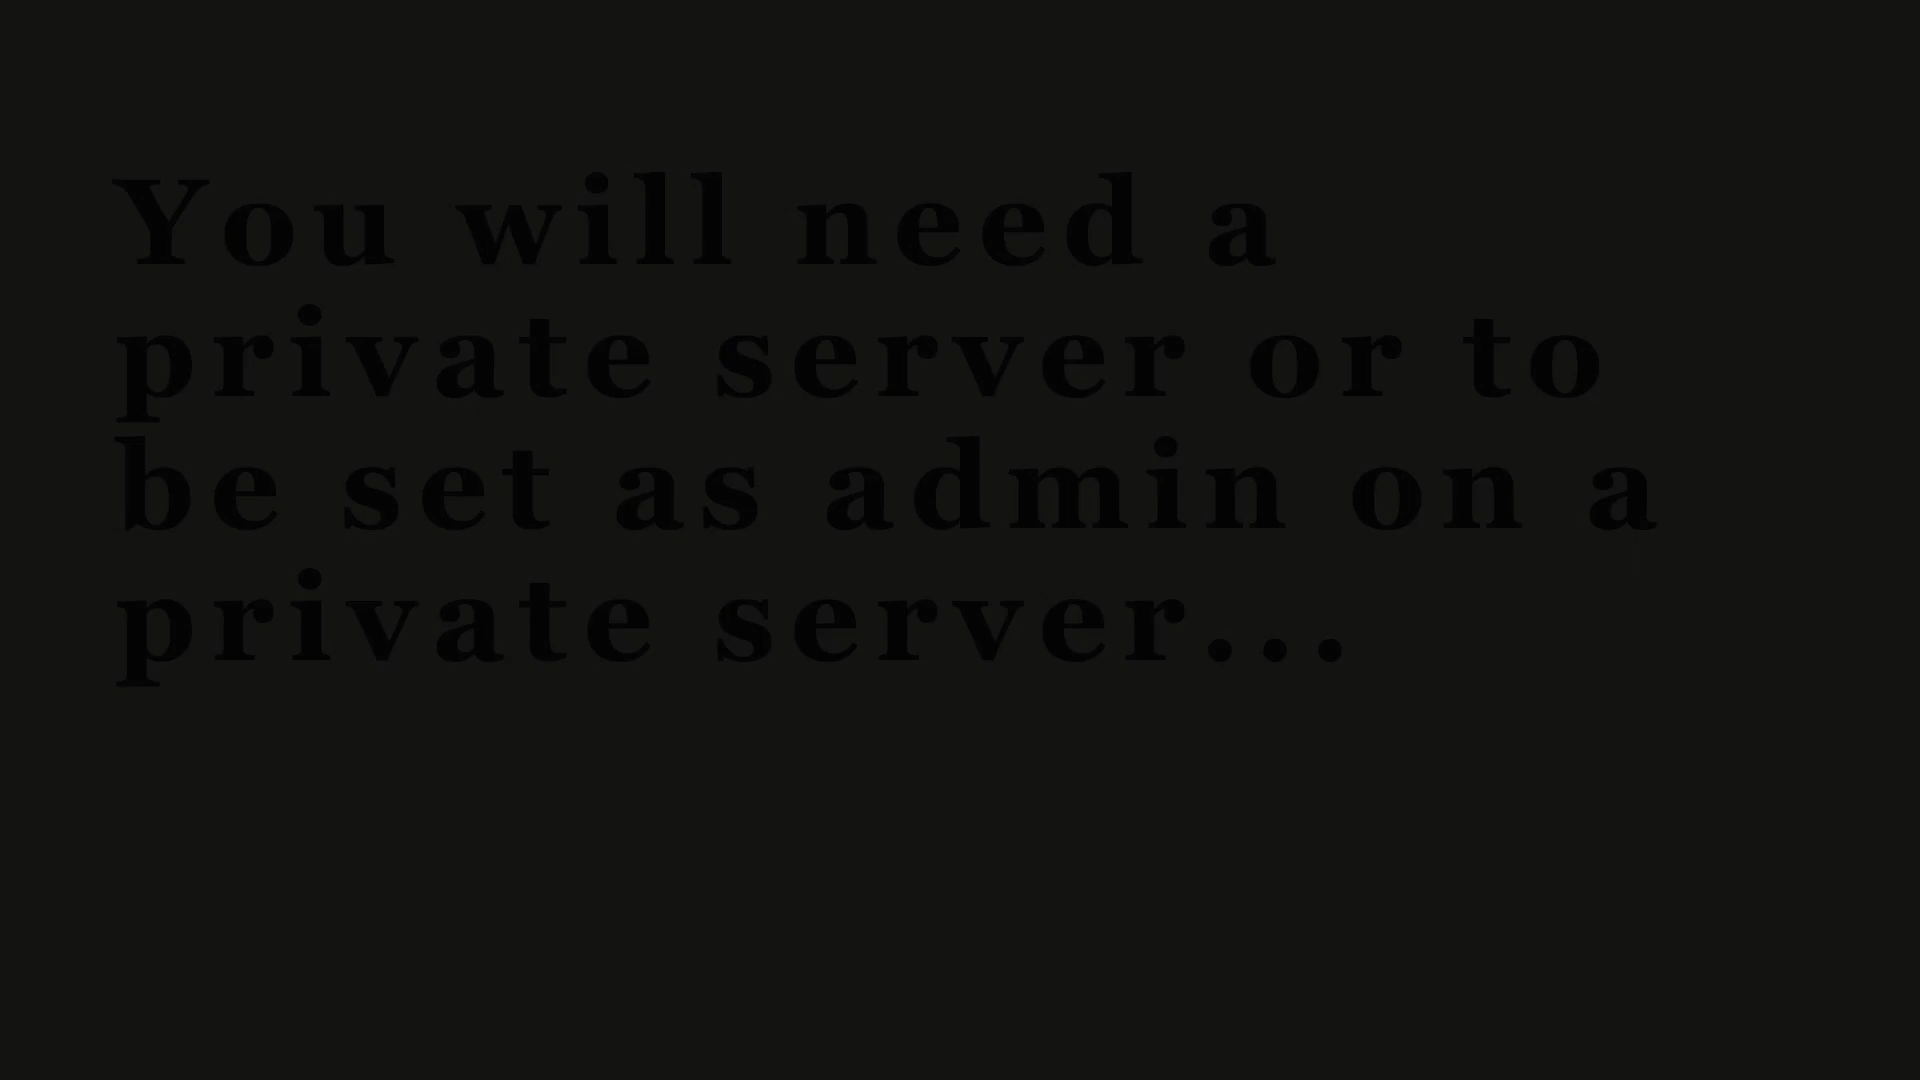 You will need a
private server or to
be set as admin on a
private server...